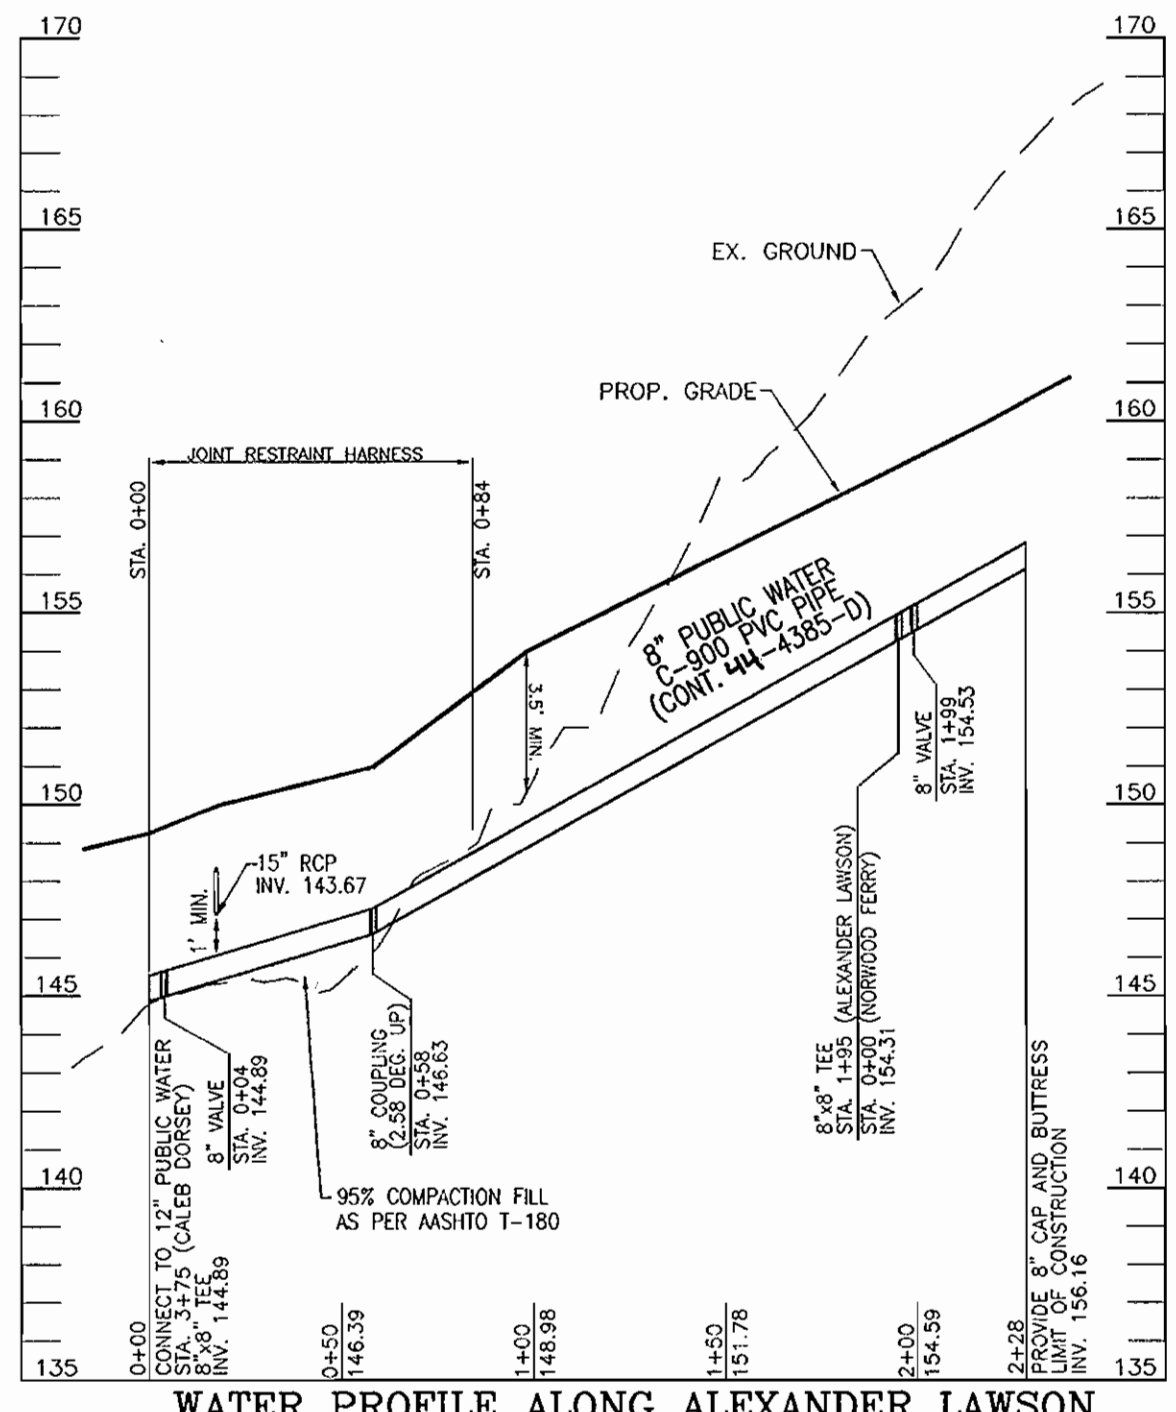 170
170
165
165
EX. GROUND
PROP. GRADE
160
160
JOINT RESTRAINT HARNESS
STA. 0+00
STA. 0+84
155
155
8" PUBLIC WATER
C-900 PVC PIPE
(CONT. 44-4385-D)
3.5' MIN.
8" VALVE
STA. 1+99
INV. 154.53
150
150
15" RCP
INV. 143.67
1' MIN.
145
145
8" VALVE
STA. 0+04
INV. 144.89
8" COUPLING
(2.58 DEG. UP)
STA. 0+58
INV. 146.63
8"x8" TEE
STA. 1+95 (ALEXANDER LAWSON)
STA. 0+00 (NORWOOD FERRY)
INV. 154.31
140
140
95% COMPACTION FILL
AS PER AASHTO T-180
CONNECT TO 12" PUBLIC WATER
STA. 3+75 (CALEB DORSEY)
8"x8" TEE
INV. 144.89
PROVIDE 8" CAP AND BUTTRESS
LIMIT OF CONSTRUCTION
INV. 156.16
135
0+00
0+50
146.39
1+00
148.98
1+50
151.78
2+00
154.59
2+28
135
WATER PROFILE ALONG ALEXANDER LAWSON